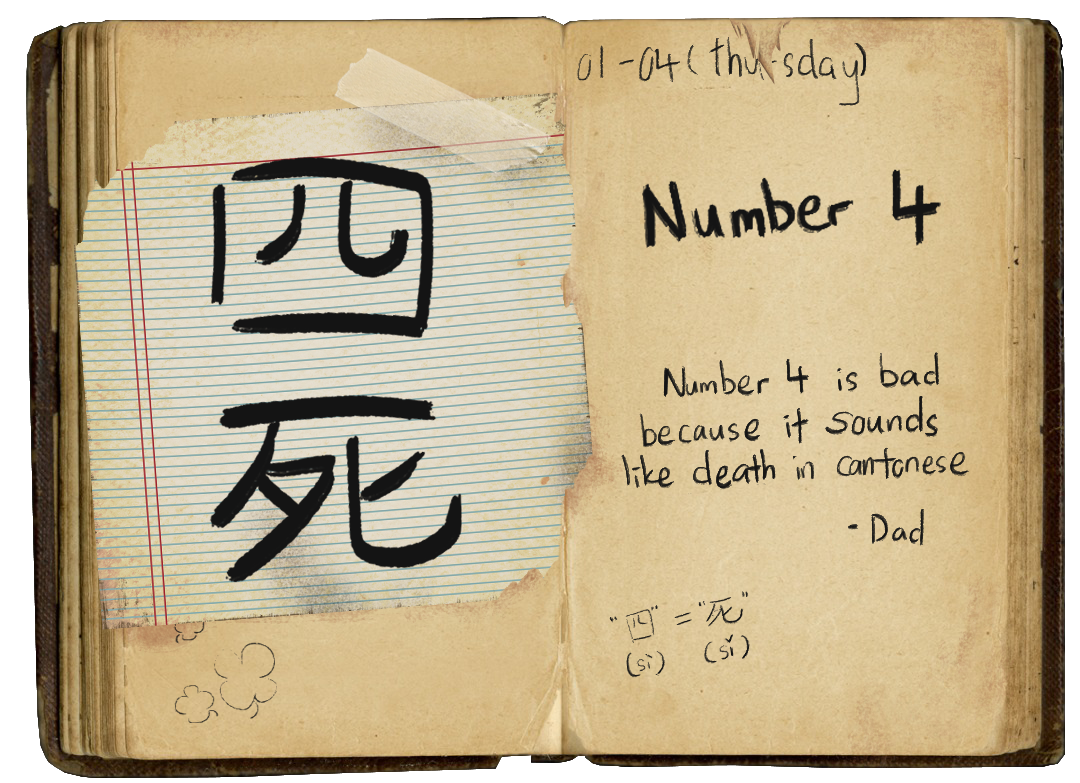 四
死
01-04 (thursday)
Number 4
Number 4 is bad
because it sounds
like death in cantonese
- Dad
"四" = "死"
(sì) (sǐ)